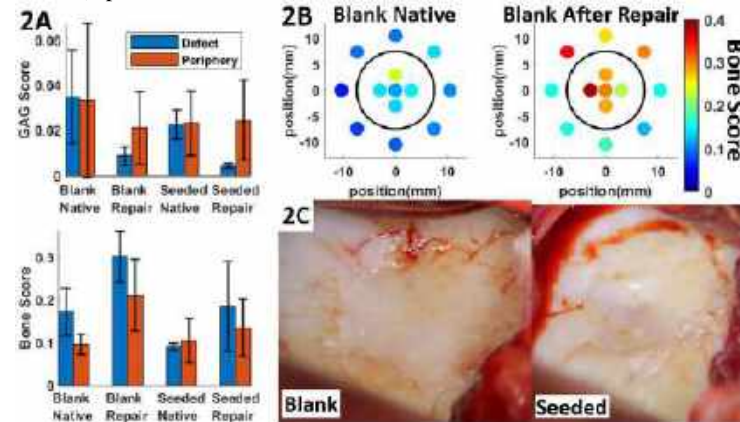 2A
GAG Score
0.06
0.04
0.02
0
Defect
Periphery
Blank Native
Blank Repair
Seeded Native
Seeded Repair
Bone Score
0.3
0.2
0.1
0
Blank Native
Blank Repair
Seeded Native
Seeded Repair
2B
Blank Native
position(mm)
10
5
0
-5
-10
-10
0
10
position(mm)
Blank After Repair
position(mm)
10
5
0
-5
-10
-10
0
10
position(mm)
0.4
0.3
0.2
0.1
0
Bone Score
2C
Blank
Seeded